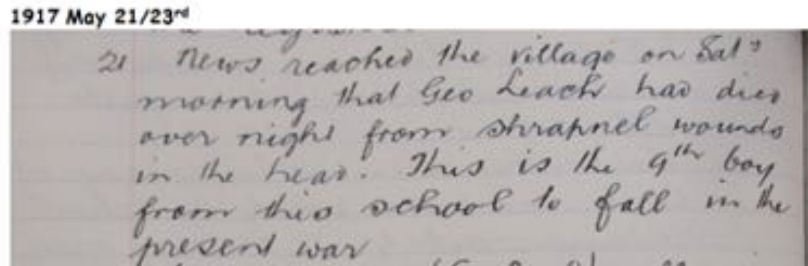 1917 May 21/23rd
21 News reached the village on Sat's
morning that Geo Leach had died
over night from shrapnel wounds
in the head. This is the 9th boy
from this school to fall in the
present war